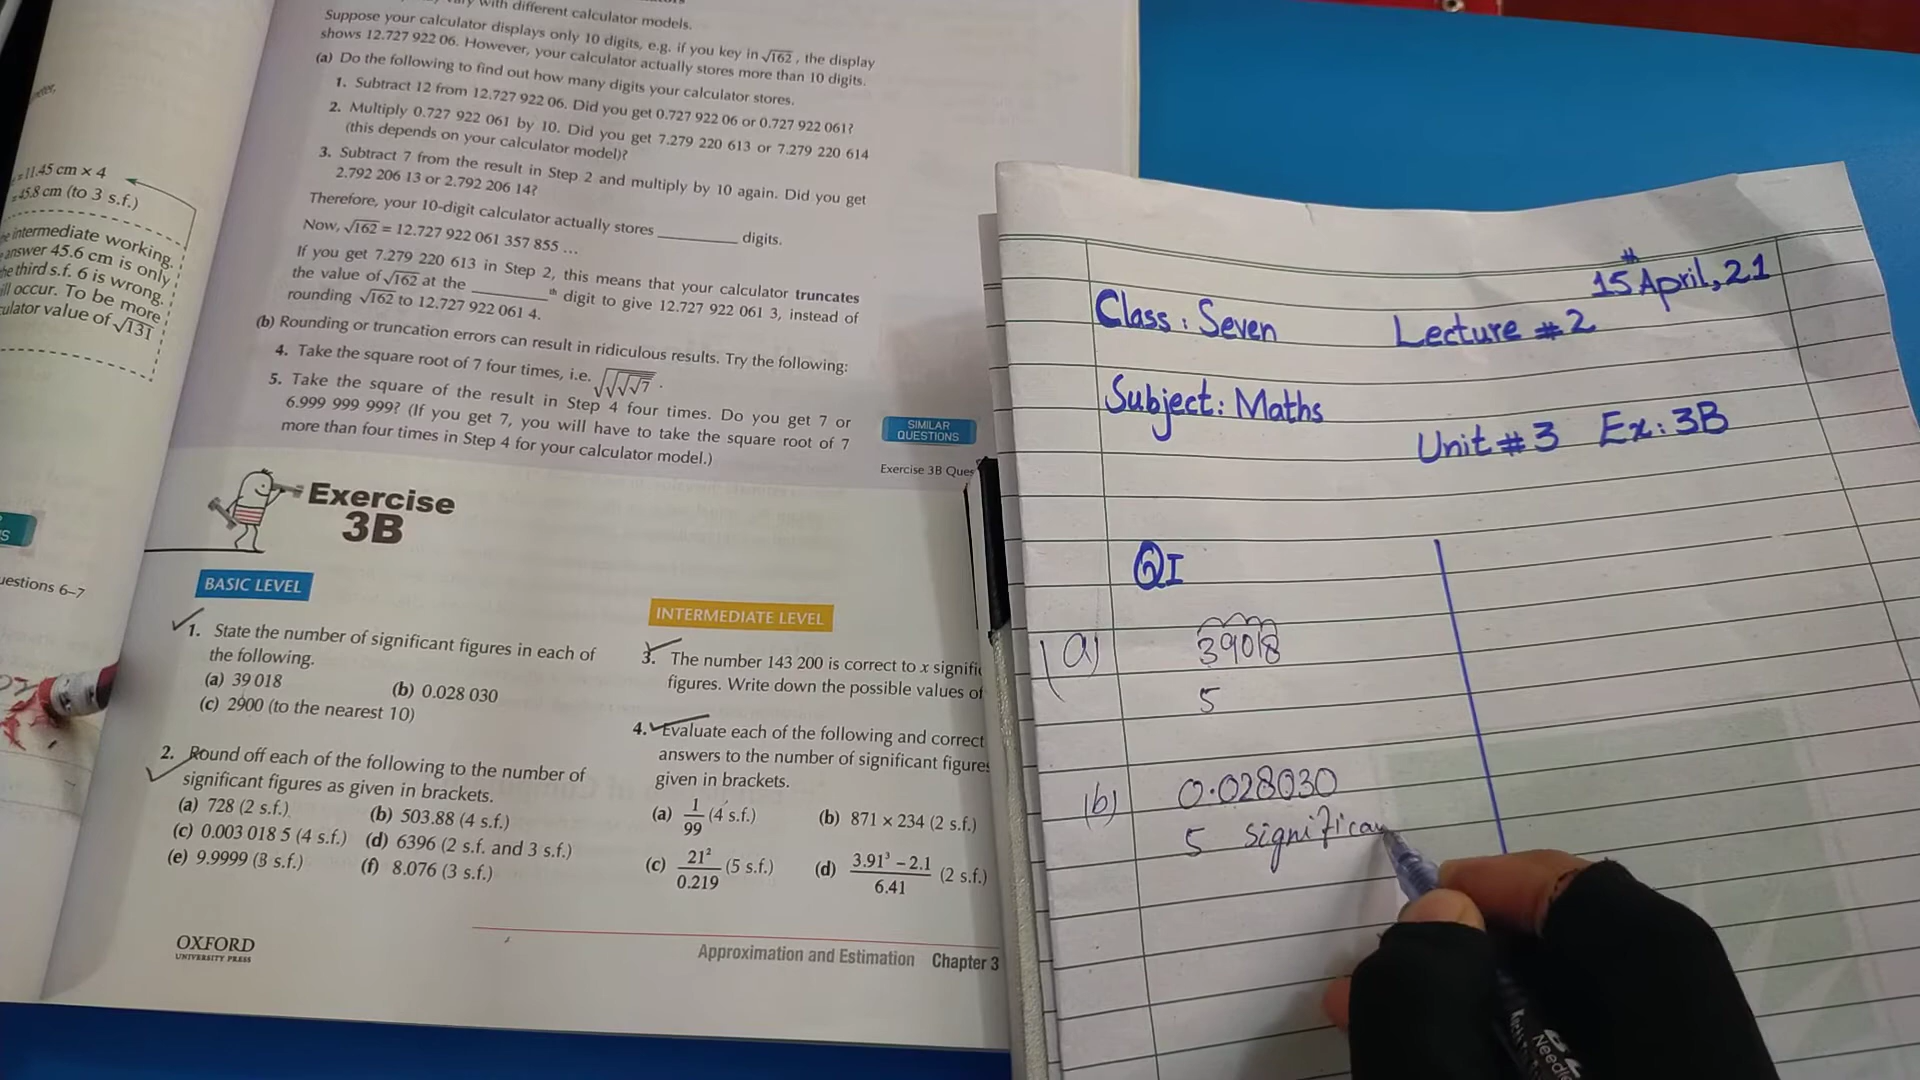 with different calculator models.
Suppose your calculator displays only 10 digits, e.g. if you key in √162 , the display
shows 12.727 922 06. However, your calculator actually stores more than 10 digits.
(a) Do the following to find out how many digits your calculator stores.
1. Subtract 12 from 12.727 922 06. Did you get 0.727 922 06 or 0.727 922 061?
2. Multiply 0.727 922 061 by 10. Did you get 7.279 220 613 or 7.279 220 614
(this depends on your calculator model)?
3. Subtract 7 from the result in Step 2 and multiply by 10 again. Did you get
2.792 206 13 or 2.792 206 14?
Therefore, your 10-digit calculator actually stores ________ digits.
Now, √162 = 12.727 922 061 357 855 ...
If you get 7.279 220 613 in Step 2, this means that your calculator truncates
the value of √162 at the ________th digit to give 12.727 922 061 3, instead of
rounding √162 to 12.727 922 061 4.
(b) Rounding or truncation errors can result in ridiculous results. Try the following:
4. Take the square root of 7 four times, i.e. √√√√7 .
5. Take the square of the result in Step 4 four times. Do you get 7 or
6.999 999 999? (If you get 7, you will have to take the square root of 7
more than four times in Step 4 for your calculator model.)
SIMILAR
QUESTIONS
Exercise 3B Ques
= 11.45 cm × 4
= 45.8 cm (to 3 s.f.)
intermediate working.
answer 45.6 cm is only
third s.f. 6 is wrong.
occur. To be more
value of √131
uestions 6–7
Exercise
3B
BASIC LEVEL
1. State the number of significant figures in each of
the following.
(a) 39 018
(b) 0.028 030
(c) 2900 (to the nearest 10)
2. Round off each of the following to the number of
significant figures as given in brackets.
(a) 728 (2 s.f.)
(b) 503.88 (4 s.f.)
(c) 0.003 018 5 (4 s.f.)
(d) 6396 (2 s.f. and 3 s.f.)
(e) 9.9999 (3 s.f.)
(f) 8.076 (3 s.f.)
INTERMEDIATE LEVEL
3. The number 143 200 is correct to x signifi
figures. Write down the possible values of
4. Evaluate each of the following and correct
answers to the number of significant figures
given in brackets.
(a) 1/99 (4 s.f.)
(b) 871 × 234 (2 s.f.)
(c) 21²/0.219 (5 s.f.)
(d) 3.91³ – 2.1/6.41 (2 s.f.)
OXFORD
UNIVERSITY PRESS
Approximation and Estimation Chapter 3
15th April, 21
Class: Seven Lecture #2
Subject: Maths
Unit #3 Ex: 3B
Q1
(a) 39018
5
(b) 0.028030
5 significan